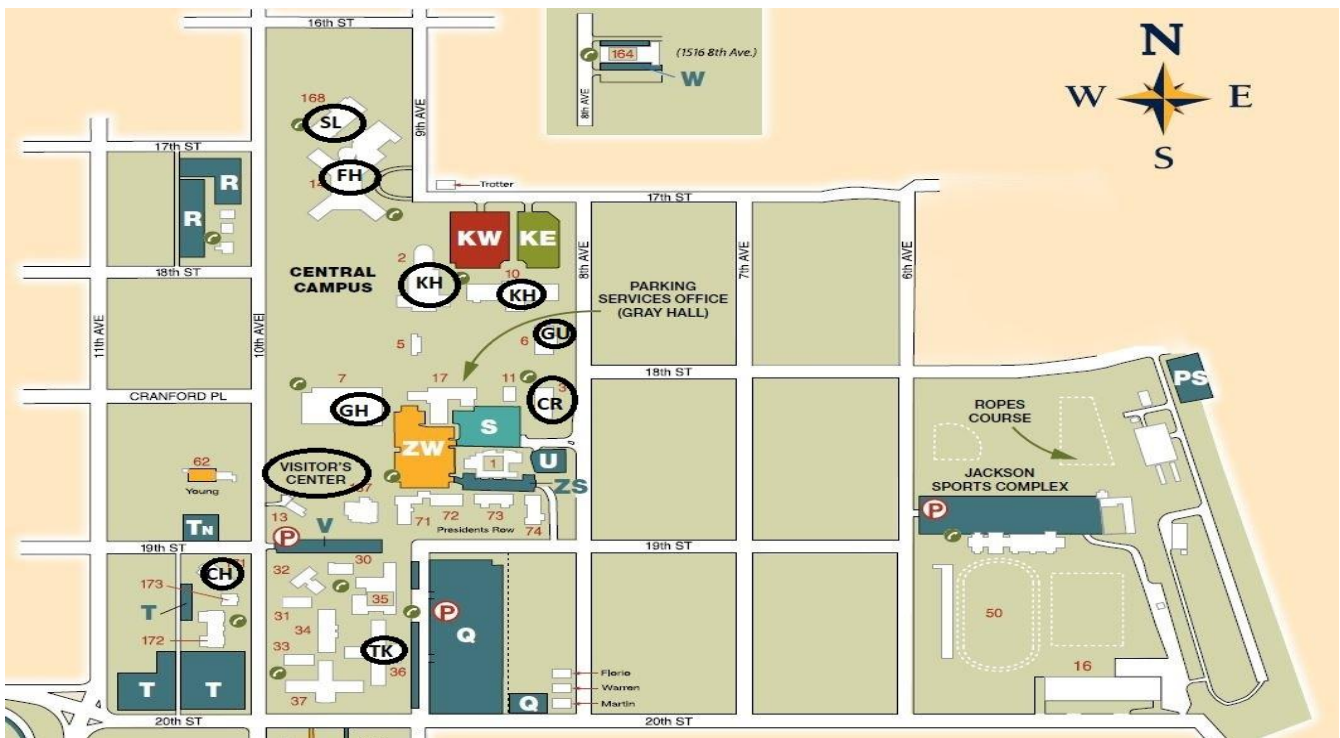 16th ST
164
(1516 8th Ave.)
W
8th AVE
N
W
E
S
168
SL
9th AVE
17th ST
R
R
FH
Trotter
17th ST
KW
KE
2
10
KH
KH
18th ST
CENTRAL
CAMPUS
8th AVE
7th AVE
6th AVE
PARKING
SERVICES OFFICE
(GRAY HALL)
11th AVE
10th AVE
5
6
GU
18th ST
PS
7
17
11
CRANFORD PL
GH
CR
ROPES
COURSE
ZW
S
62
Young
VISITOR'S
CENTER
1
U
ZS
JACKSON
SPORTS COMPLEX
P
13
71
72
73
74
Presidents Row
TN
P
V
19th ST
19th ST
CH
173
T
172
32
30
35
31
34
33
TK
36
37
P
Q
50
16
T
T
Q
Florie
Warren
Martin
20th ST
20th ST